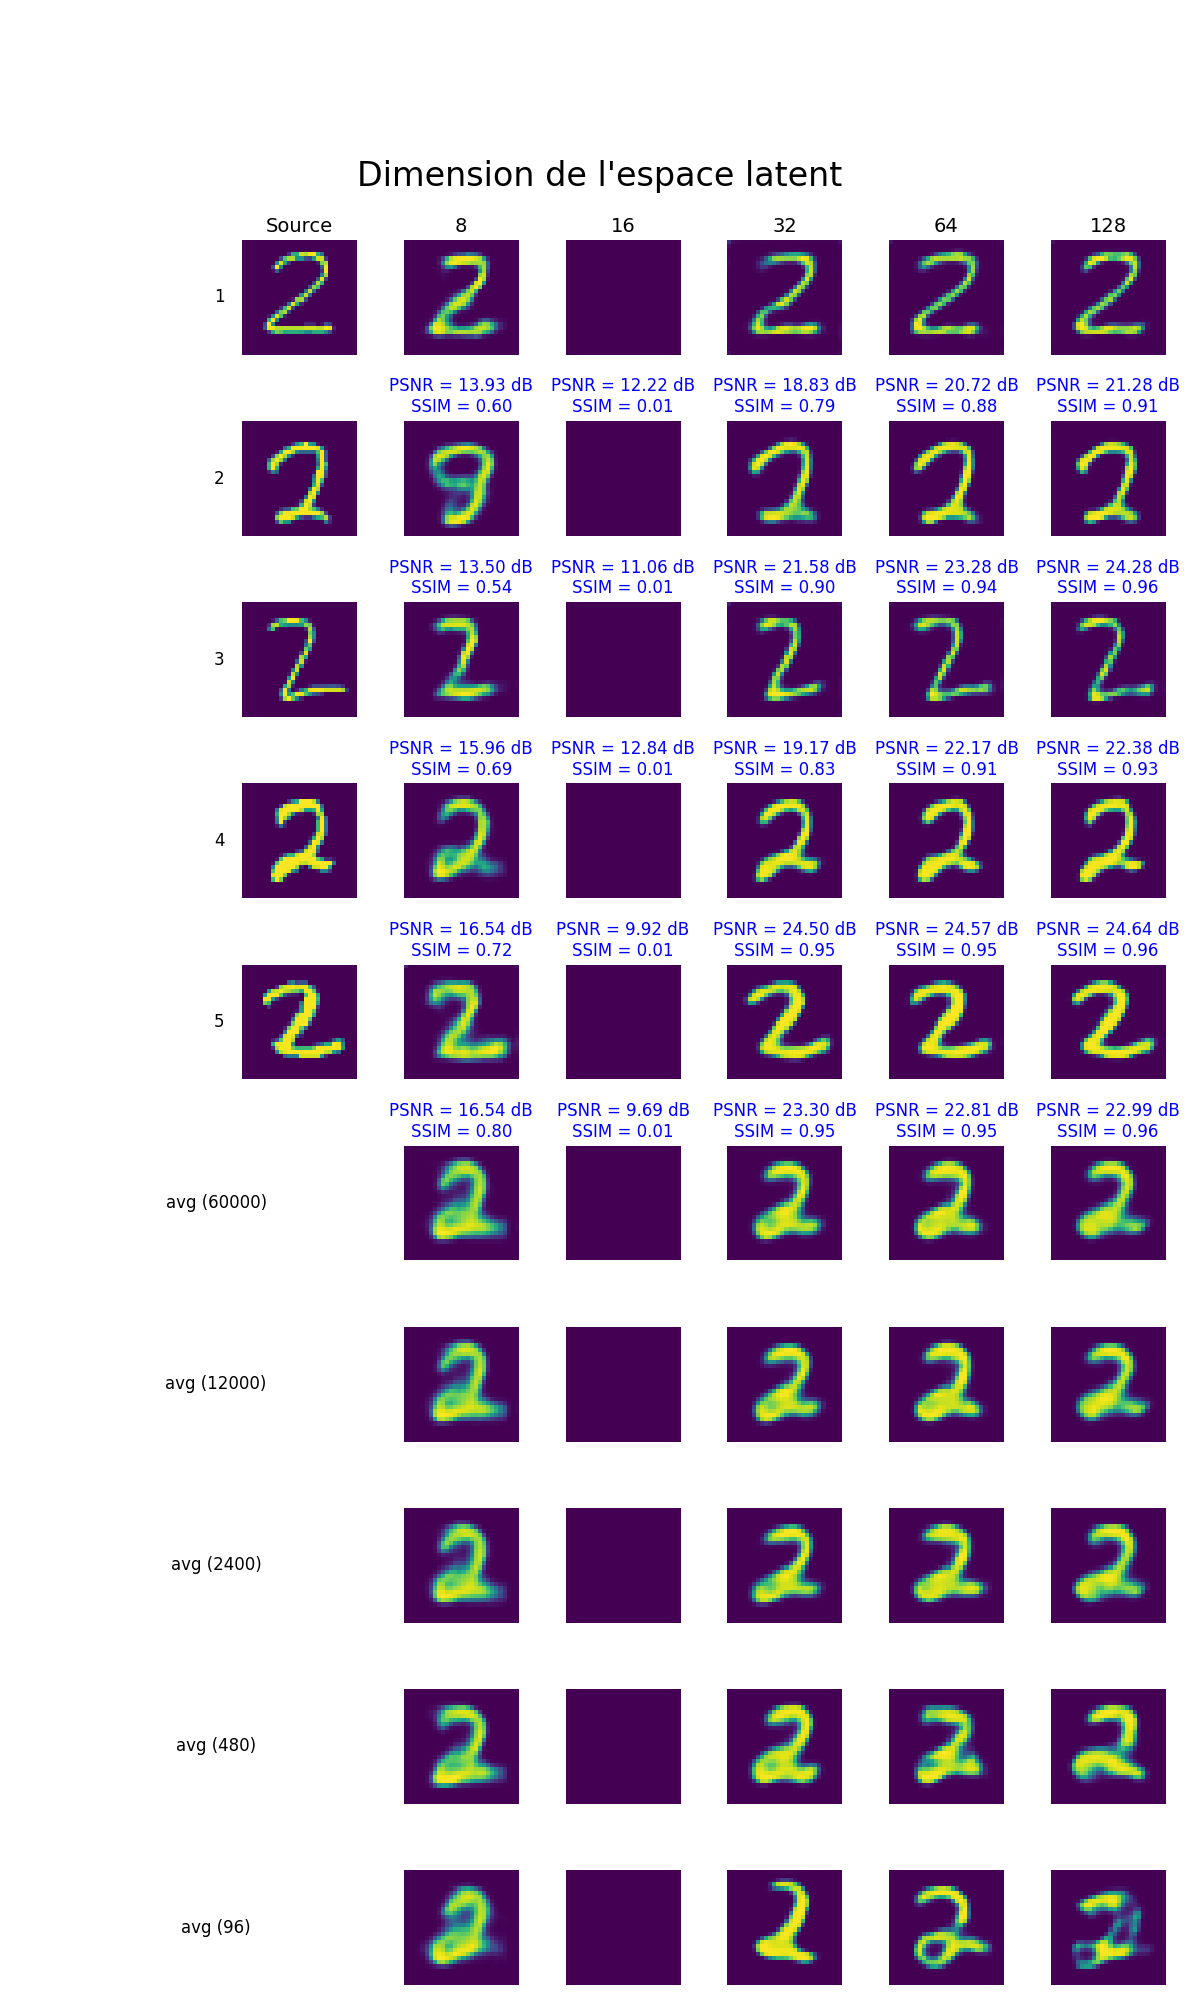 Dimension de l'espace latent
Source 8 16 32 64 128
1
PSNR = 13.93 dB PSNR = 12.22 dB PSNR = 18.83 dB PSNR = 20.72 dB PSNR = 21.28 dB
SSIM = 0.60 SSIM = 0.01 SSIM = 0.79 SSIM = 0.88 SSIM = 0.91
2
PSNR = 13.50 dB PSNR = 11.06 dB PSNR = 21.58 dB PSNR = 23.28 dB PSNR = 24.28 dB
SSIM = 0.54 SSIM = 0.01 SSIM = 0.90 SSIM = 0.94 SSIM = 0.96
3
PSNR = 15.96 dB PSNR = 12.84 dB PSNR = 19.17 dB PSNR = 22.17 dB PSNR = 22.38 dB
SSIM = 0.69 SSIM = 0.01 SSIM = 0.83 SSIM = 0.91 SSIM = 0.93
4
PSNR = 16.54 dB PSNR = 9.92 dB PSNR = 24.50 dB PSNR = 24.57 dB PSNR = 24.64 dB
SSIM = 0.72 SSIM = 0.01 SSIM = 0.95 SSIM = 0.95 SSIM = 0.96
5
PSNR = 16.54 dB PSNR = 9.69 dB PSNR = 23.30 dB PSNR = 22.81 dB PSNR = 22.99 dB
SSIM = 0.80 SSIM = 0.01 SSIM = 0.95 SSIM = 0.95 SSIM = 0.96
avg (60000)
avg (12000)
avg (2400)
avg (480)
avg (96)